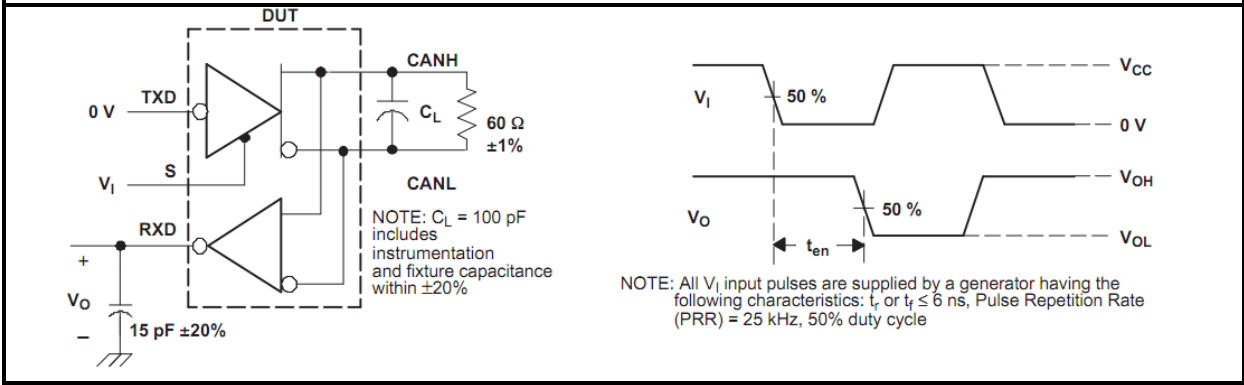 DUT
CANH
TXD
0 V
CL
60 Ω
±1%
S
VI
CANL
RXD
NOTE: CL = 100 pF
includes
instrumentation
and fixture capacitance
within ±20%
+
VO
–
15 pF ±20%
VI
50 %
VCC
0 V
VO
50 %
VOH
VOL
ten
NOTE: All VI input pulses are supplied by a generator having the
following characteristics: tr or tf ≤ 6 ns, Pulse Repetition Rate
(PRR) = 25 kHz, 50% duty cycle